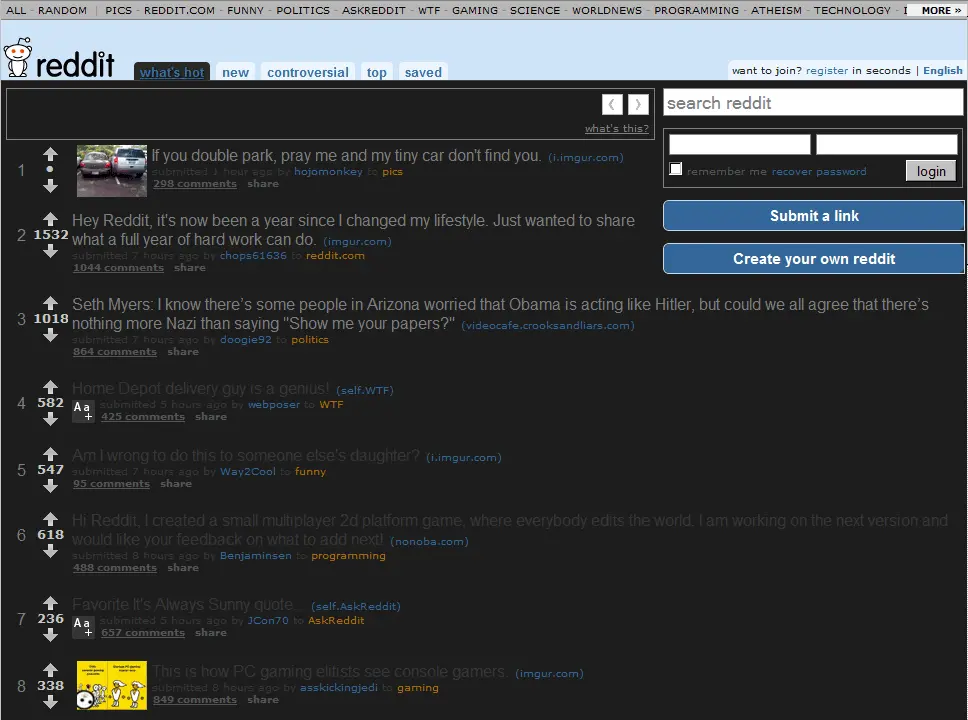 ALL - RANDOM | PICS - REDDIT.COM - FUNNY - POLITICS - ASKREDDIT - WTF - GAMING - SCIENCE - WORLDNEWS - PROGRAMMING - ATHEISM - TECHNOLOGY - MORE »
reddit what's hot new controversial top saved
want to join? register in seconds | English
search reddit
what's this?
1 If you double park, pray me and my tiny car don't find you. (i.imgur.com)
submitted 1 hour ago by hojomonkey to pics
298 comments share
remember me recover password login
Submit a link
Create your own reddit
Hey Reddit, it's now been a year since I changed my lifestyle. Just wanted to share
2 1532 what a full year of hard work can do. (imgur.com)
submitted 7 hours ago by chops61636 to reddit.com
1044 comments share
Seth Myers: I know there's some people in Arizona worried that Obama is acting like Hitler, but could we all agree that there's
3 1018 nothing more Nazi than saying "Show me your papers?" (videocafe.crooksandliars.com)
submitted 7 hours ago by doogie92 to politics
864 comments share
Home Depot delivery guy is a genius! (self.WTF)
4 582 Aa+ submitted 5 hours ago by webposer to WTF
425 comments share
Am I wrong to do this to someone else's daughter? (i.imgur.com)
5 547 submitted 7 hours ago by Way2Cool to funny
95 comments share
Hi Reddit, I created a small multiplayer 2d platform game, where everybody edits the world, I am working on the next version and
6 618 would like your feedback on what to add next! (nonoba.com)
submitted 8 hours ago by Benjaminsen to programming
488 comments share
Favorite It's Always Sunny quote... (self.AskReddit)
7 236 Aa+ submitted 5 hours ago by JCon70 to AskReddit
657 comments share
This is how PC gaming elitists see console gamers. (imgur.com)
8 338 submitted 8 hours ago by asskickingjedi to gaming
849 comments share